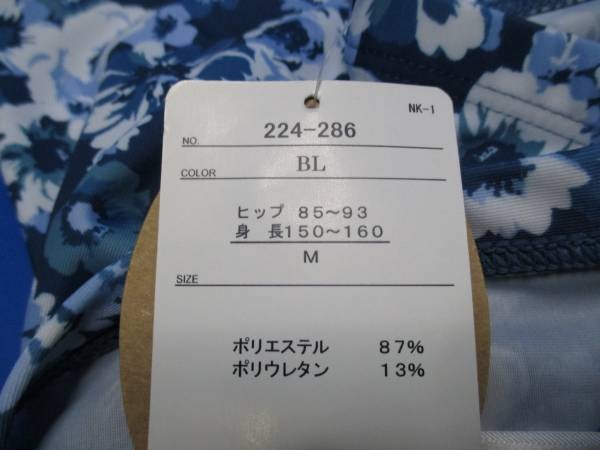 NK-1
NO. 224-286
COLOR BL
ヒップ 85〜93
身 長150〜160
M
SIZE
ポリエステル 87%
ポリウレタン 13%